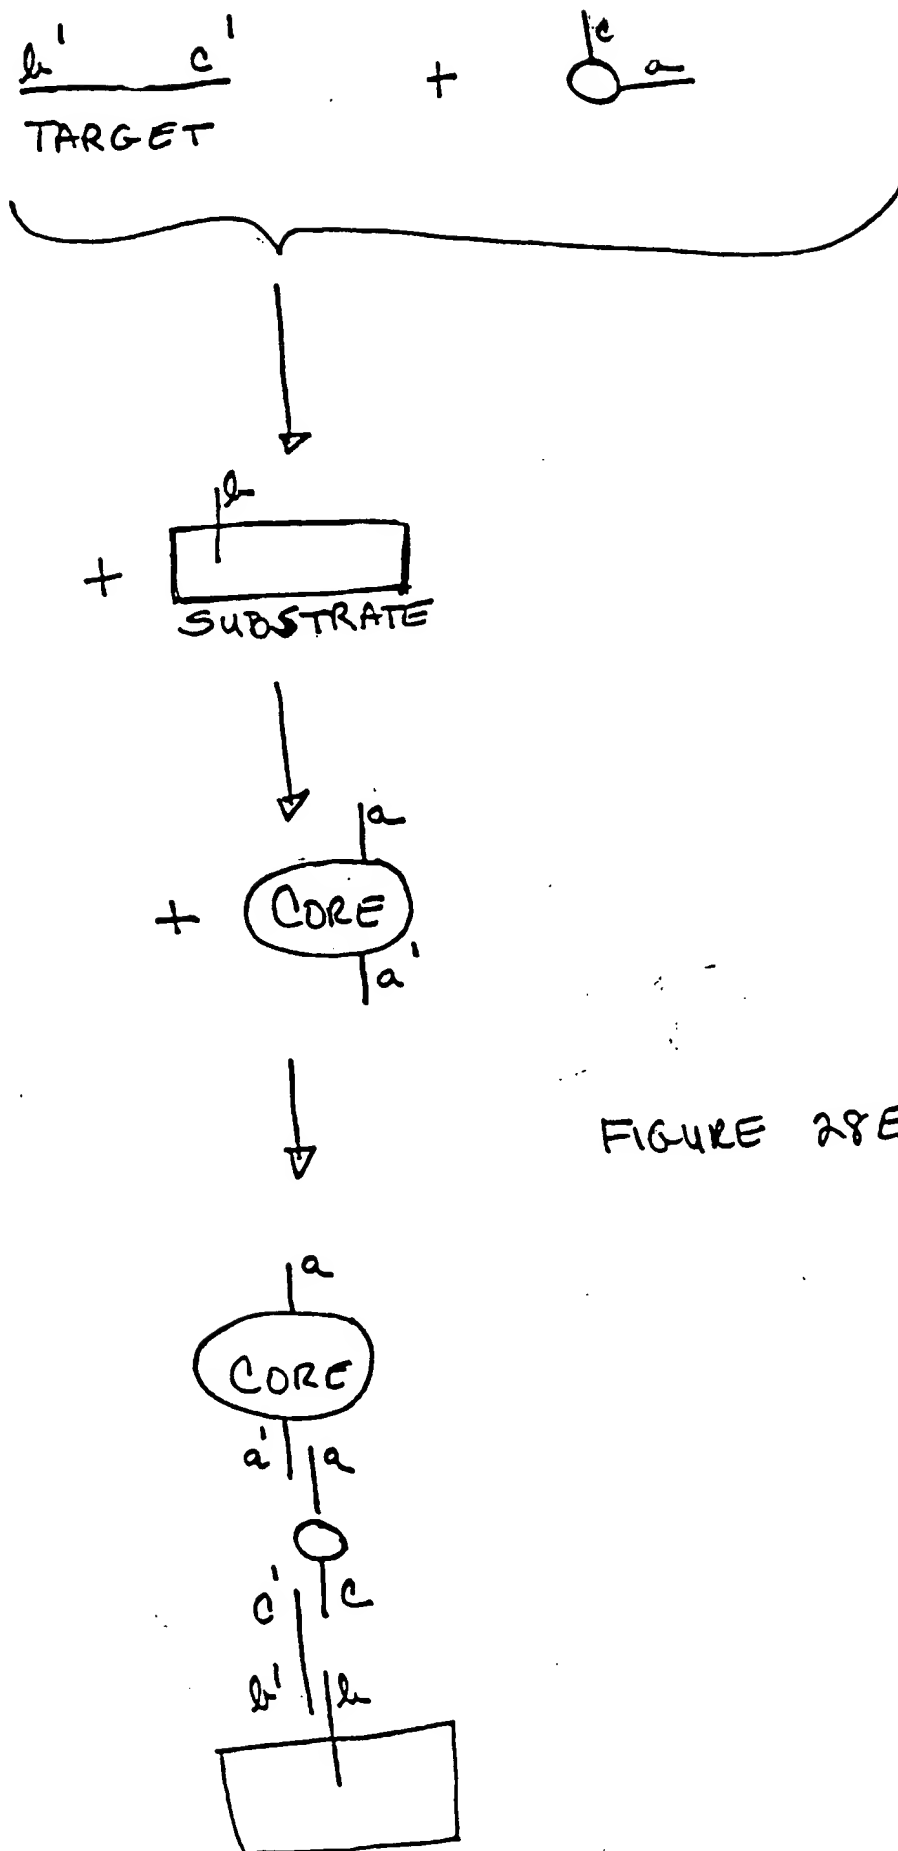 b' c' + c
a
TARGET
b
+
SUBSTRATE
a
+ CORE
a'
FIGURE 28E
a
CORE
a' a
c' c
b' b